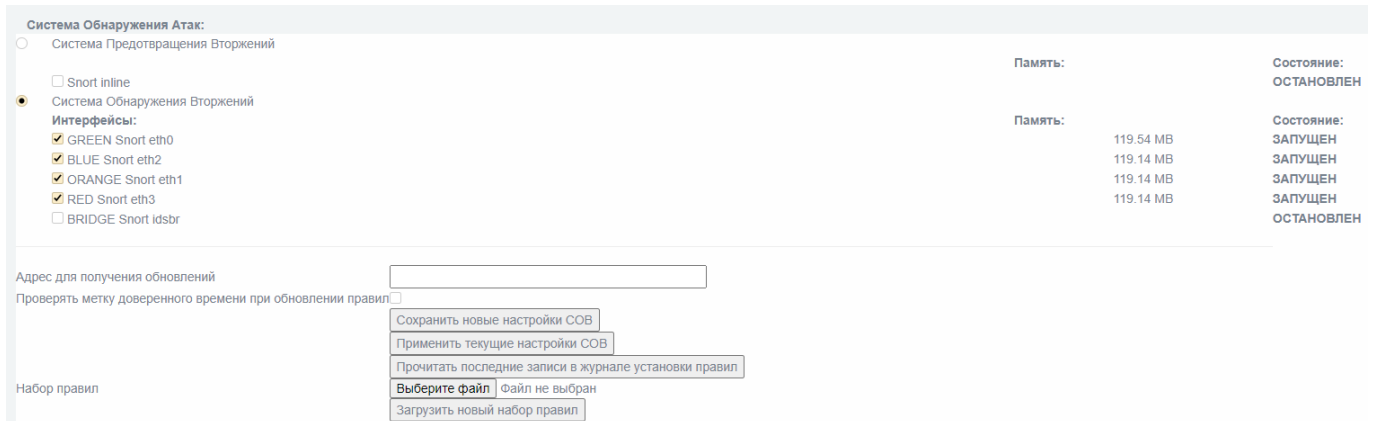 Система Обнаружения Атак:
Система Предотвращения Вторжений
Память: Состояние:
Snort inline ОСТАНОВЛЕН
Система Обнаружения Вторжений
Интерфейсы: Память: Состояние:
GREEN Snort eth0 119.54 MB ЗАПУЩЕН
BLUE Snort eth2 119.14 MB ЗАПУЩЕН
ORANGE Snort eth1 119.14 MB ЗАПУЩЕН
RED Snort eth3 119.14 MB ЗАПУЩЕН
BRIDGE Snort idsbr ОСТАНОВЛЕН
Адрес для получения обновлений
Проверять метку доверенного времени при обновлении правил
Сохранить новые настройки СОВ
Применить текущие настройки СОВ
Прочитать последние записи в журнале установки правил
Набор правил Выберите файл Файл не выбран
Загрузить новый набор правил